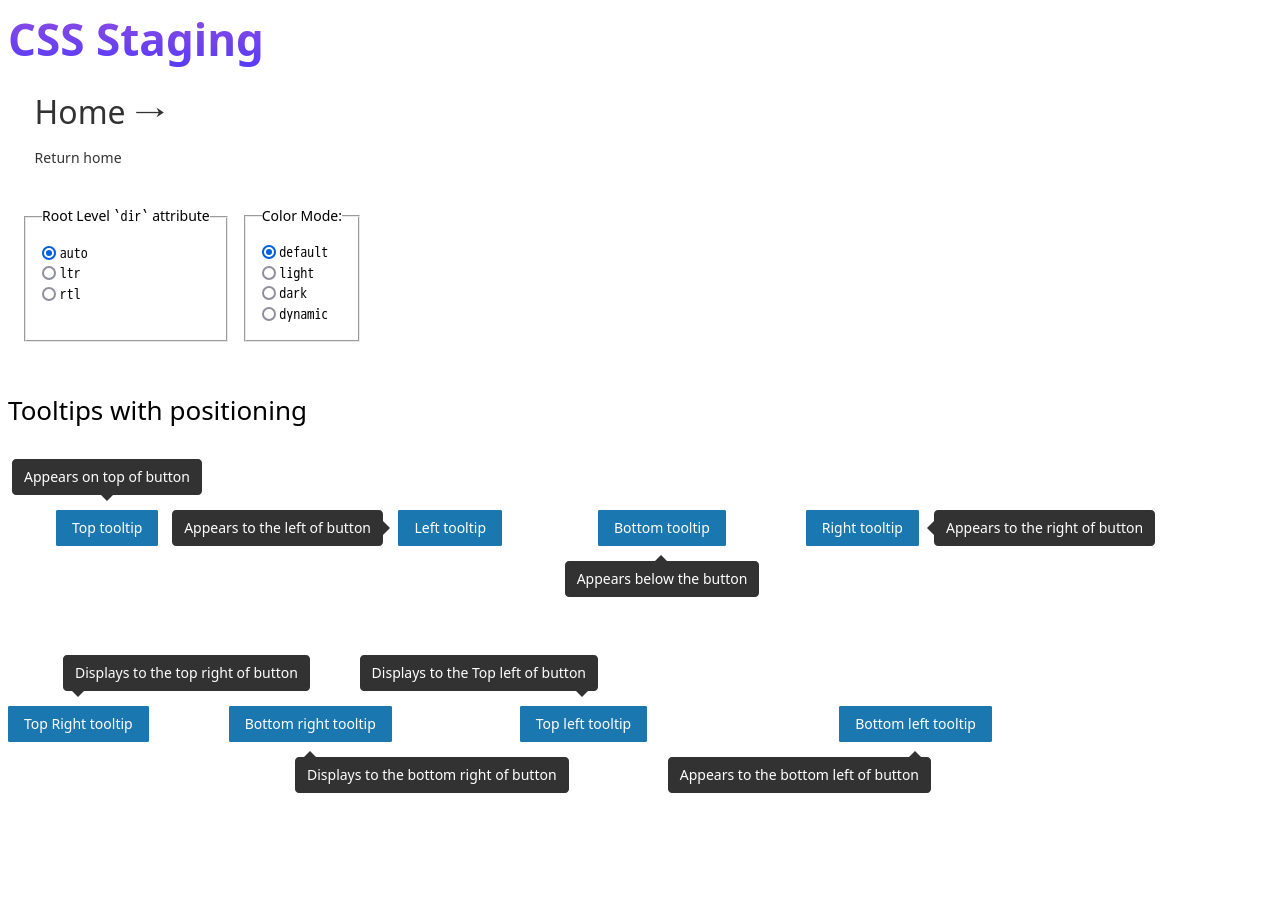 CSS Staging
Home →
Return home
Root Level `dir` attribute
auto
ltr
rtl
Color Mode:
default
light
dark
dynamic
Tooltips with positioning
Appears on top of button
Top tooltip
Appears to the left of button
Left tooltip
Bottom tooltip
Appears below the button
Right tooltip
Appears to the right of button
Displays to the top right of button
Top Right tooltip
Bottom right tooltip
Displays to the bottom right of button
Displays to the Top left of button
Top left tooltip
Bottom left tooltip
Appears to the bottom left of button